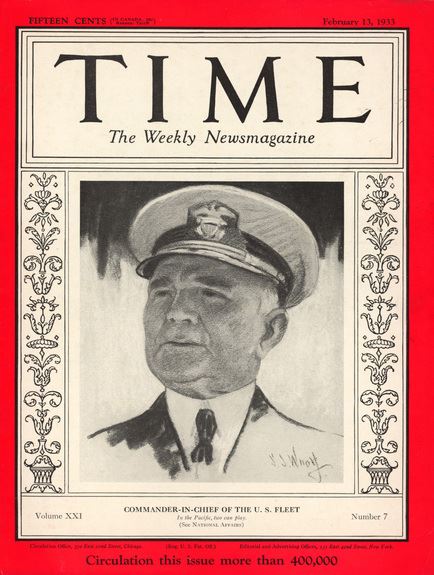 FIFTEEN CENTS
February 13, 1933
TIME
The Weekly Newsmagazine
COMMANDER-IN-CHIEF OF THE U. S. FLEET
In the Pacific, two can play.
(See NATIONAL AFFAIRS)
Volume XXI
Number 7
Circulation Office, 350 East 22nd Street, Chicago.
(Reg. U. S. Pat. Off.)
Editorial and Advertising Offices, 135 East 42nd Street, New York.
Circulation this issue more than 400,000